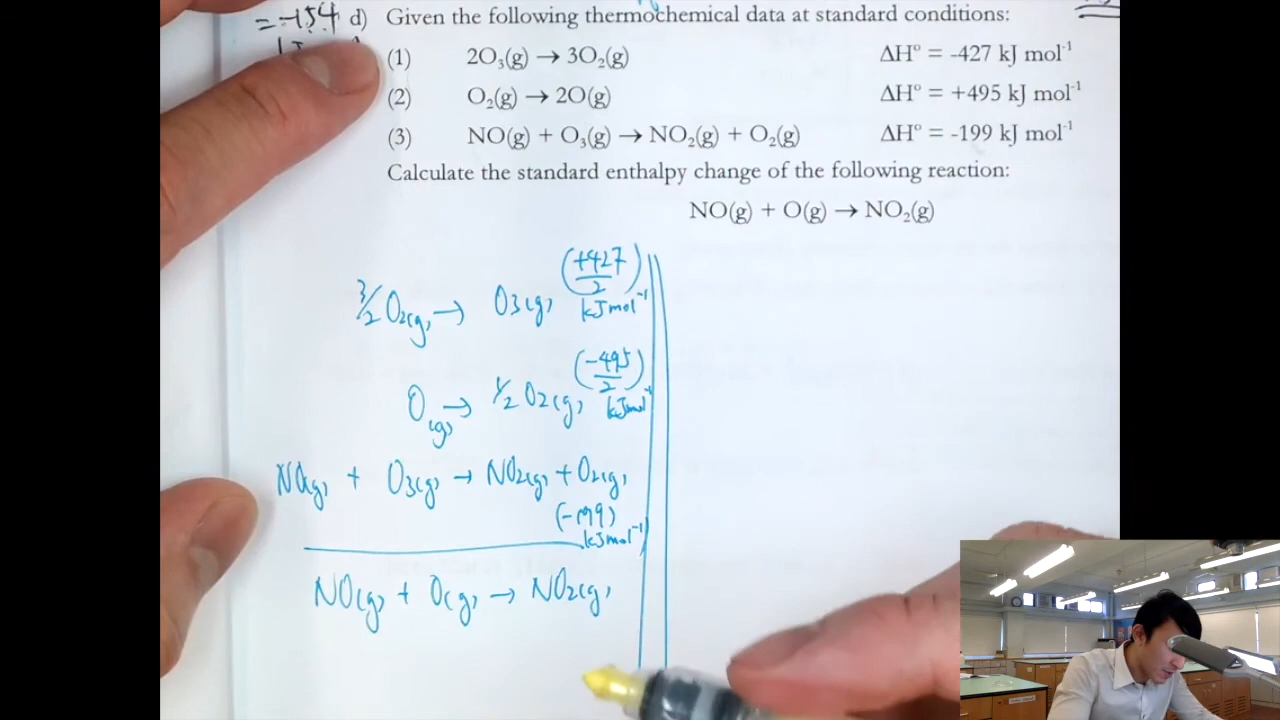 = -154 d) Given the following thermochemical data at standard conditions:
(1) 2O₃(g) → 3O₂(g) ΔH° = -427 kJ mol⁻¹
(2) O₂(g) → 2O(g) ΔH° = +495 kJ mol⁻¹
(3) NO(g) + O₃(g) → NO₂(g) + O₂(g) ΔH° = -199 kJ mol⁻¹
Calculate the standard enthalpy change of the following reaction:
NO(g) + O(g) → NO₂(g)
3/2 O₂(g) → O₃(g) (+427/2) kJmol⁻¹
O(g) → 1/2 O₂(g) (-495/2) kJmol⁻¹
NO(g) + O₃(g) → NO₂(g) + O₂(g)
(-199)
kJmol⁻¹
NO(g) + O(g) → NO₂(g)